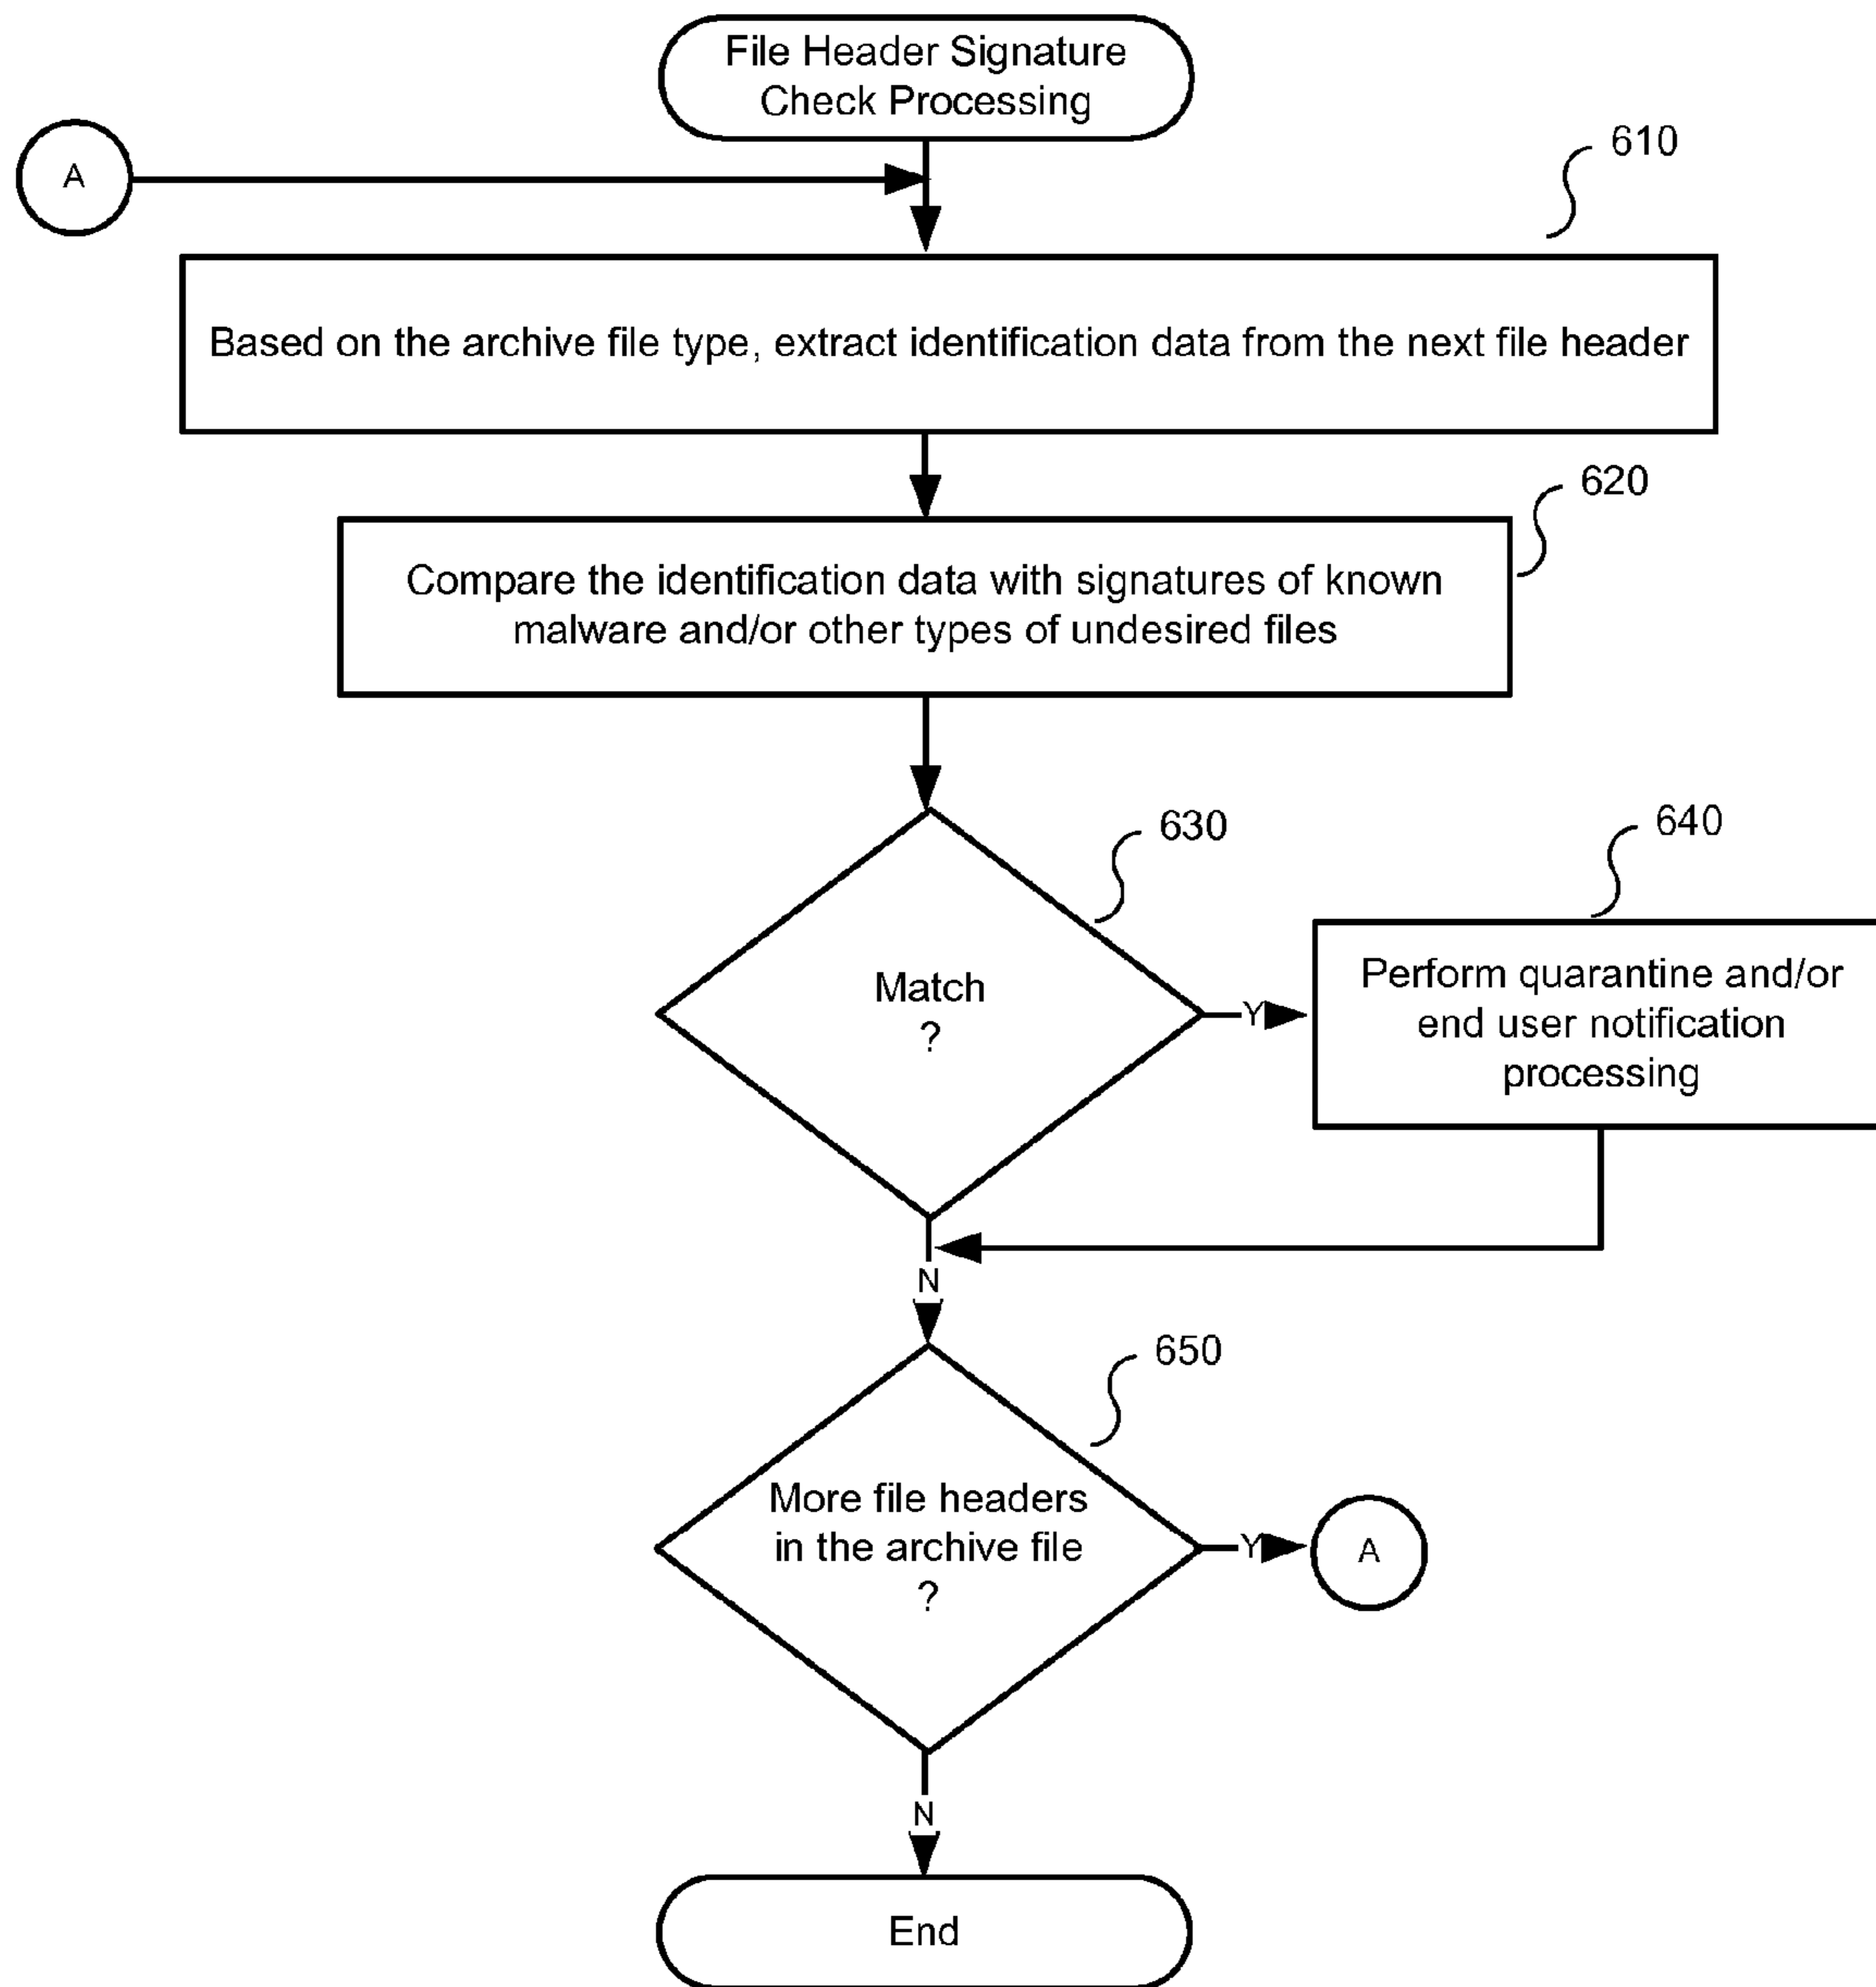 File Header Signature
Check Processing
A
610
Based on the archive file type, extract identification data from the next file header
620
Compare the identification data with signatures of known
malware and/or other types of undesired files
630
640
Match
?
Y
Perform quarantine and/or
end user notification
processing
N
650
More file headers
in the archive file
?
Y
A
N
End